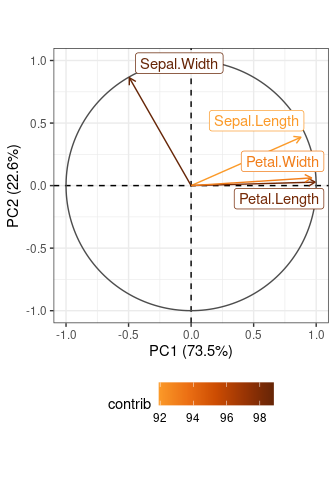 Sepal.Width
Sepal.Length
Petal.Width
Petal.Length
1.0
0.5
0.0
-0.5
-1.0
PC2 (22.6%)
-1.0 -0.5 0.0 0.5 1.0
PC1 (73.5%)
contrib
92 94 96 98